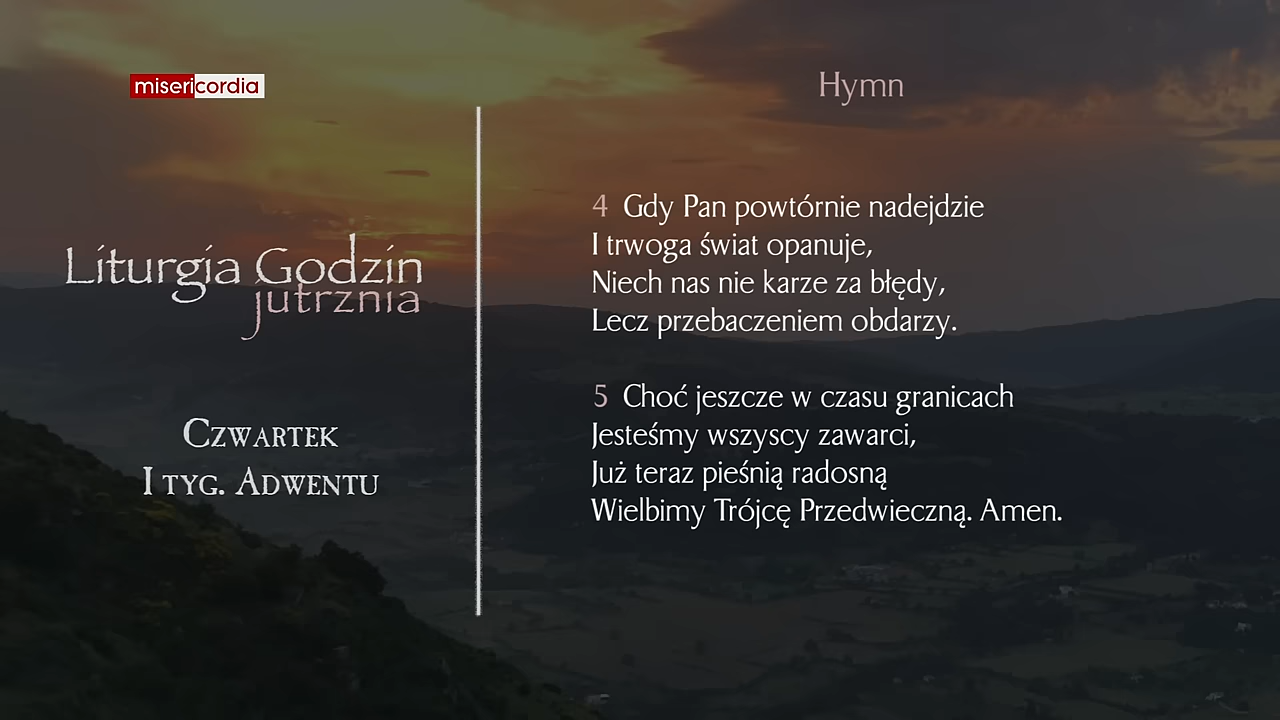 misericordia
Liturgia Godzin
jutrznia
Czwartek
I tyg. Adwentu
Hymn
4 Gdy Pan powtórnie nadejdzie
I trwoga świat opanuje,
Niech nas nie karze za błędy,
Lecz przebaczeniem obdarzy.
5 Choć jeszcze w czasu granicach
Jesteśmy wszyscy zawarci,
Już teraz pieśnią radosną
Wielbimy Trójcę Przedwieczną. Amen.